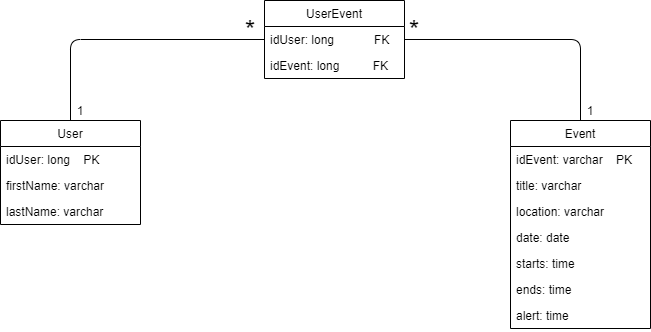 UserEvent
* idUser: long FK *
idEvent: long FK
1 1
User
idUser: long PK
firstName: varchar
lastName: varchar
Event
idEvent: varchar PK
title: varchar
location: varchar
date: date
starts: time
ends: time
alert: time